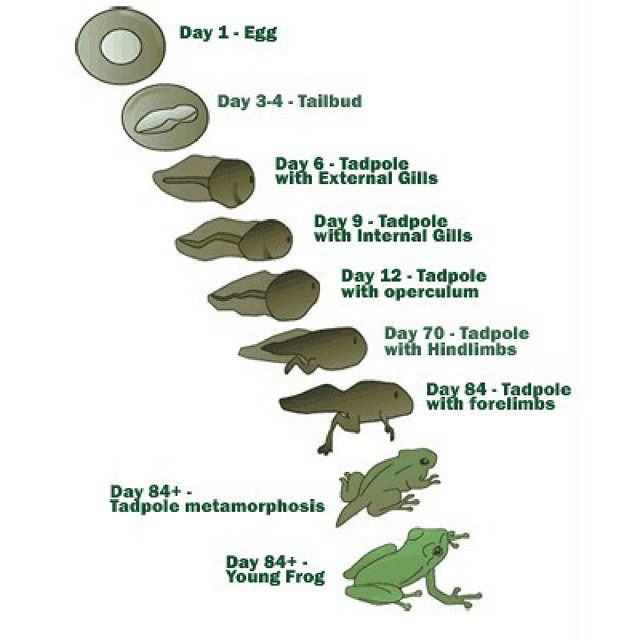 Day 1 - Egg
Day 3-4 - Tailbud
Day 6 - Tadpole
with External Gills
Day 9 - Tadpole
with Internal Gills
Day 12 - Tadpole
with operculum
Day 70 - Tadpole
with Hindlimbs
Day 84 - Tadpole
with forelimbs
Day 84+ -
Tadpole metamorphosis
Day 84+ -
Young Frog